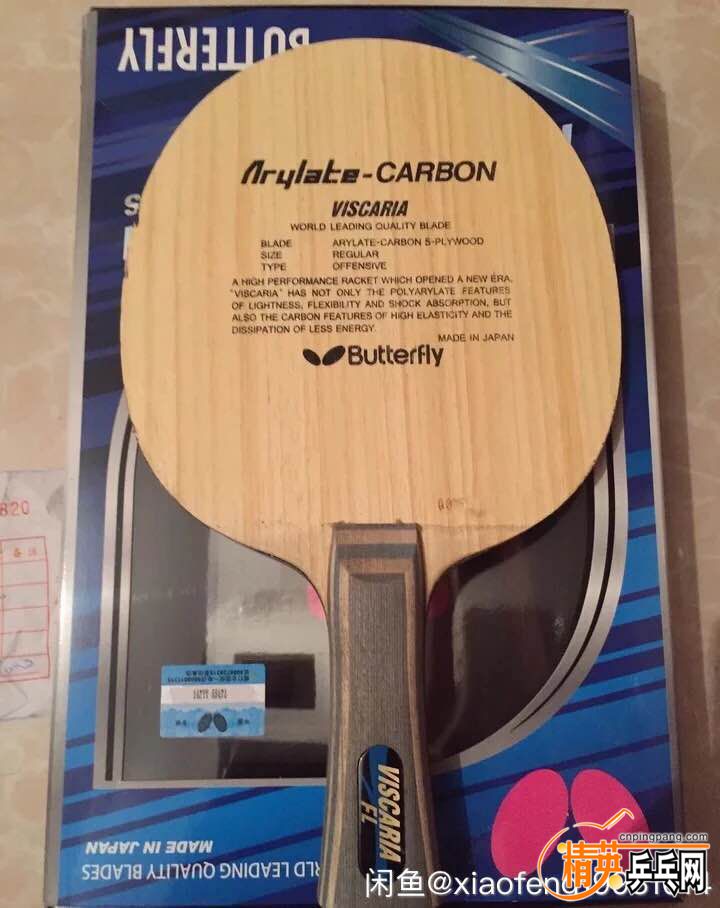 BUTTERFLY
Arylate-CARBON
VISCARIA
WORLD LEADING QUALITY BLADE
BLADE ARYLATE-CARBON 5-PLYWOOD
SIZE REGULAR
TYPE OFFENSIVE
A HIGH PERFORMANCE RACKET WHICH OPENED A NEW ERA.
"VISCARIA" HAS NOT ONLY THE POLYARYLATE FEATURES
OF LIGHTNESS, FLEXIBILITY AND SHOCK ABSORPTION, BUT
ALSO THE CARBON FEATURES OF HIGH ELASTICITY AND THE
DISSIPATION OF LESS ENERGY.
MADE IN JAPAN
Butterfly
820
VISCARIA FL
MADE IN JAPAN
RLD LEADING QUALITY BLADES
cnpingpang.com
精英乒乓网
闲鱼@xiaofeng